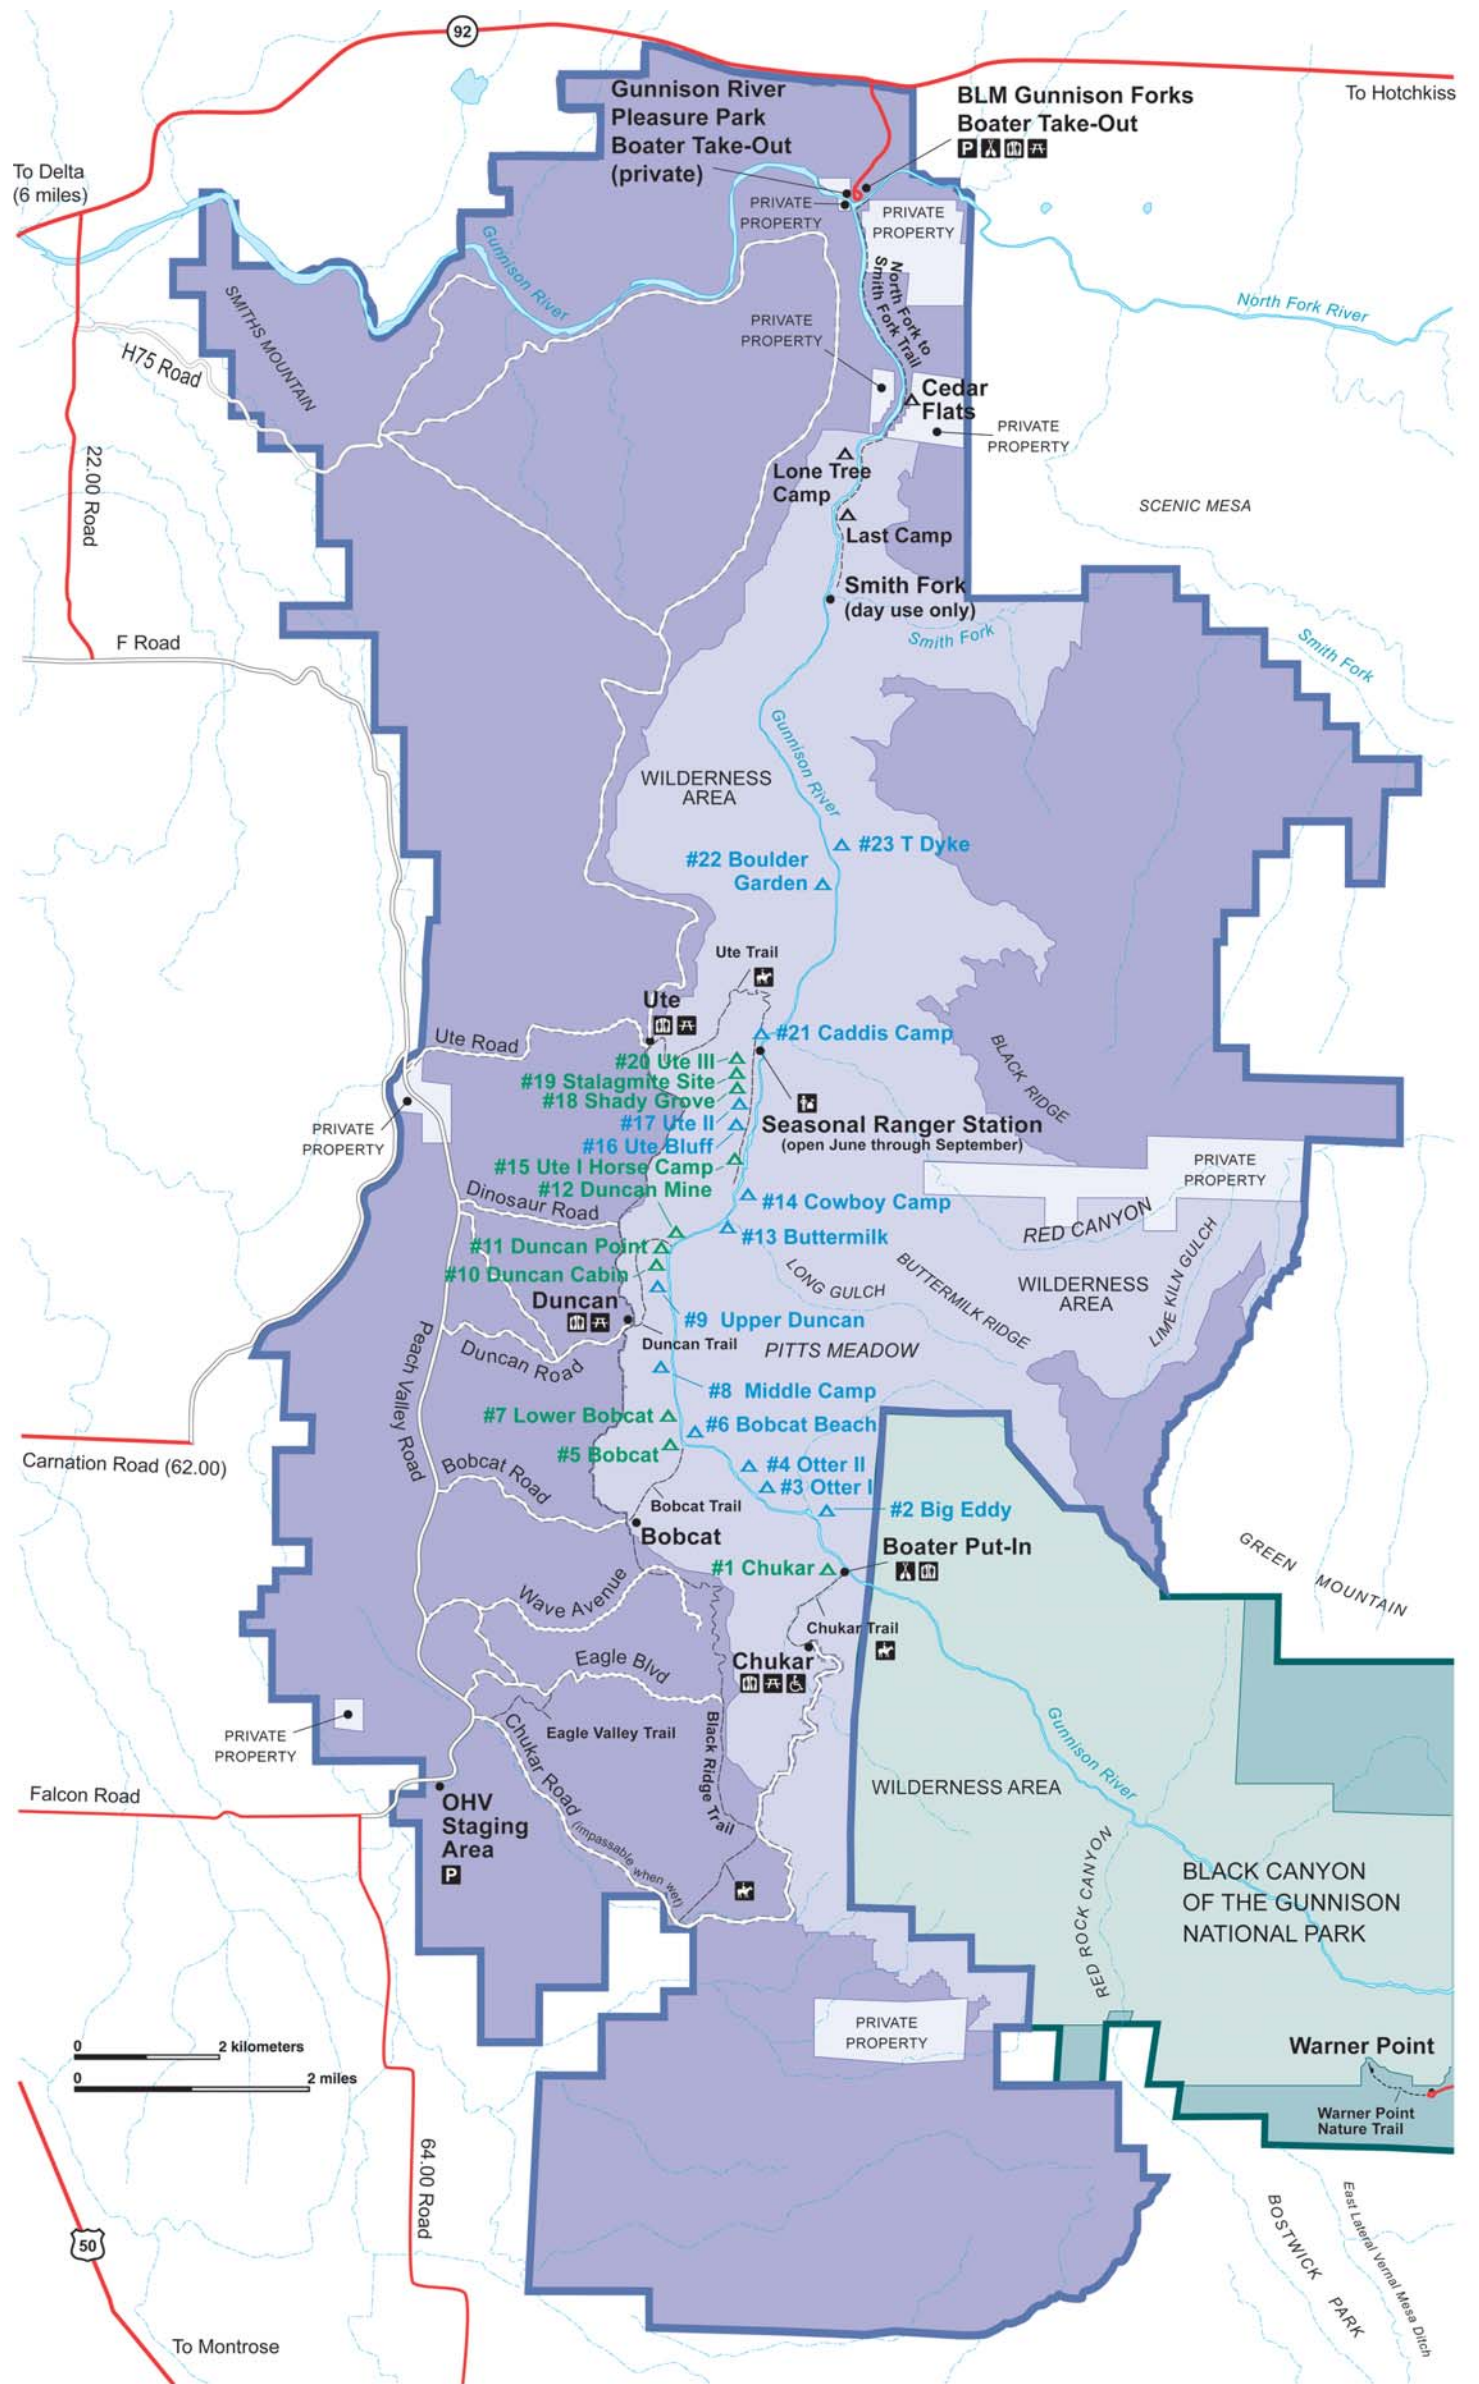 92
Gunnison River
Pleasure Park
Boater Take-Out
(private)
BLM Gunnison Forks
Boater Take-Out
P
To Hotchkiss
To Delta
(6 miles)
PRIVATE
PROPERTY
PRIVATE
PROPERTY
Gunnison River
North Fork to
Smith Fork Trail
North Fork River
SMITHS MOUNTAIN
H75 Road
PRIVATE
PROPERTY
Cedar
Flats
PRIVATE
PROPERTY
22.00 Road
Lone Tree
Camp
SCENIC MESA
Last Camp
Smith Fork
(day use only)
Smith Fork
Smith Fork
F Road
Gunnison River
WILDERNESS
AREA
#23 T Dyke
#22 Boulder
Garden
Ute Trail
Ute
Ute Road
#21 Caddis Camp
#20 Ute III
#19 Stalagmite Site
#18 Shady Grove
#17 Ute II
#16 Ute Bluff
#15 Ute I Horse Camp
#12 Duncan Mine
Seasonal Ranger Station
(open June through September)
BLACK RIDGE
PRIVATE
PROPERTY
PRIVATE
PROPERTY
Dinosaur Road
#14 Cowboy Camp
#13 Buttermilk
RED CANYON
#11 Duncan Point
#10 Duncan Cabin
LONG GULCH
BUTTERMILK RIDGE
WILDERNESS
AREA
LIME KILN GULCH
Duncan
#9 Upper Duncan
Duncan Trail
PITTS MEADOW
Peach Valley Road
Duncan Road
#8 Middle Camp
#7 Lower Bobcat
#6 Bobcat Beach
#5 Bobcat
#4 Otter II
#3 Otter I
Carnation Road (62.00)
Bobcat Road
Bobcat Trail
#2 Big Eddy
Bobcat
Boater Put-In
#1 Chukar
GREEN MOUNTAIN
Wave Avenue
Chukar Trail
Chukar
Eagle Blvd
Eagle Valley Trail
Black Ridge Trail
Chukar Road
(impassable when wet)
PRIVATE
PROPERTY
Gunnison River
WILDERNESS AREA
Falcon Road
OHV
Staging
Area
P
RED ROCK CANYON
BLACK CANYON
OF THE GUNNISON
NATIONAL PARK
PRIVATE
PROPERTY
0 2 kilometers
0 2 miles
Warner Point
Warner Point
Nature Trail
64.00 Road
50
To Montrose
BOSTWICK PARK
East Lateral Vernal Mesa Ditch